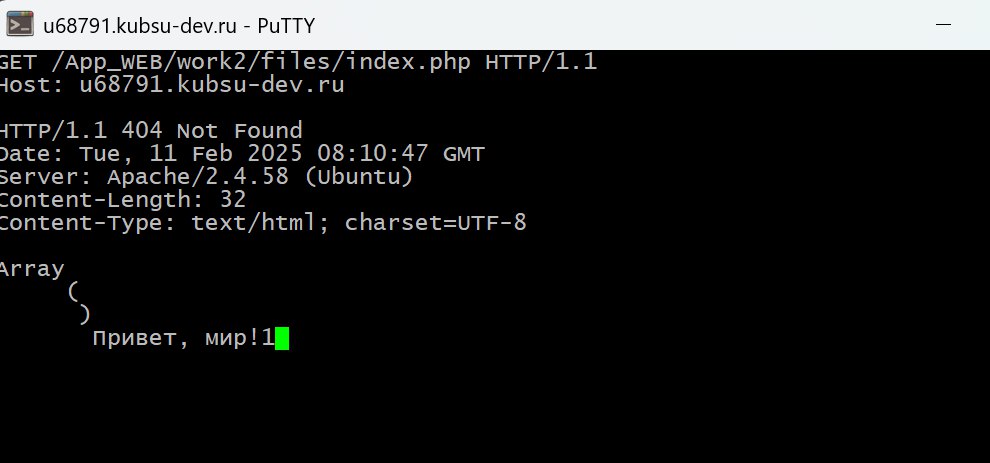 u68791.kubsu-dev.ru - PuTTY
GET /App_WEB/work2/files/index.php HTTP/1.1
Host: u68791.kubsu-dev.ru
HTTP/1.1 404 Not Found
Date: Tue, 11 Feb 2025 08:10:47 GMT
Server: Apache/2.4.58 (Ubuntu)
Content-Length: 32
Content-Type: text/html; charset=UTF-8
Array
(
)
Привет, мир!1